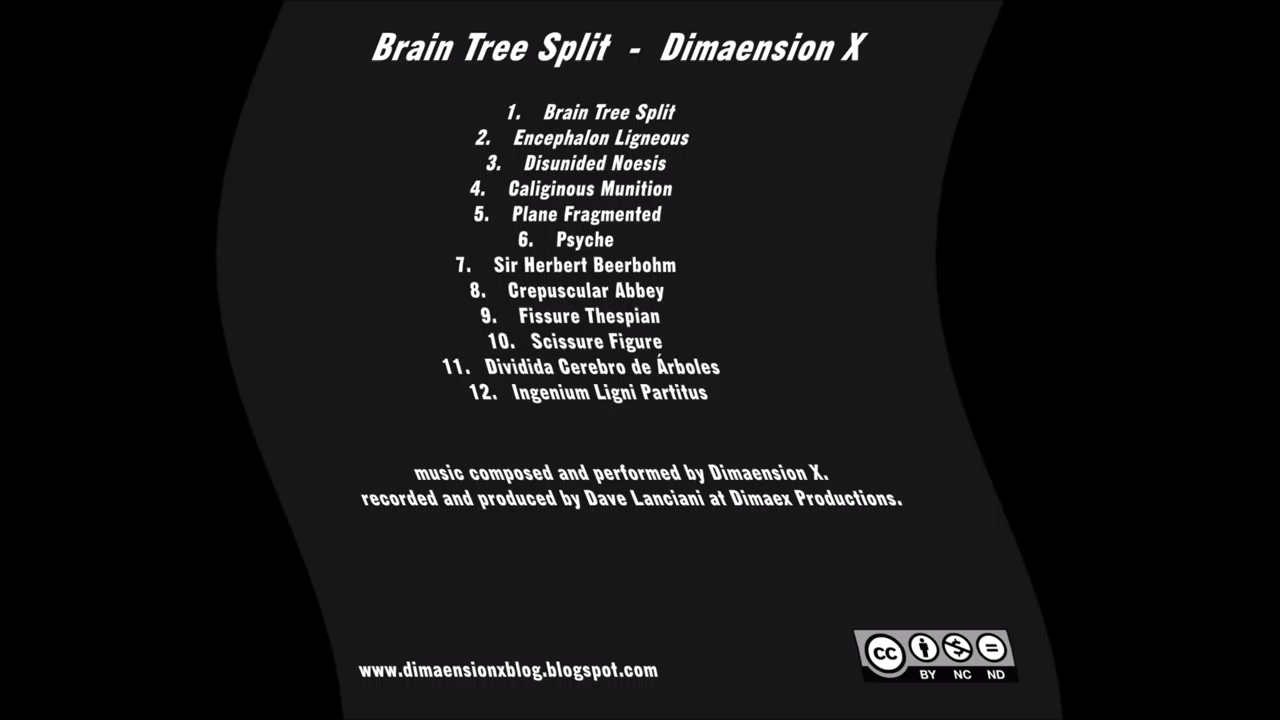 Brain Tree Split - Dimaension X
1. Brain Tree Split
2. Encephalon Ligneous
3. Disunided Noesis
4. Caliginous Munition
5. Plane Fragmented
6. Psyche
7. Sir Herbert Beerbohm
8. Crepuscular Abbey
9. Fissure Thespian
10. Scissure Figure
11. Dividida Cerebro de Árboles
12. Ingenium Ligni Partitus
music composed and performed by Dimaension X.
recorded and produced by Dave Lanciani at Dimaex Productions.
www.dimaensionxblog.blogspot.com
CC
BY NC ND